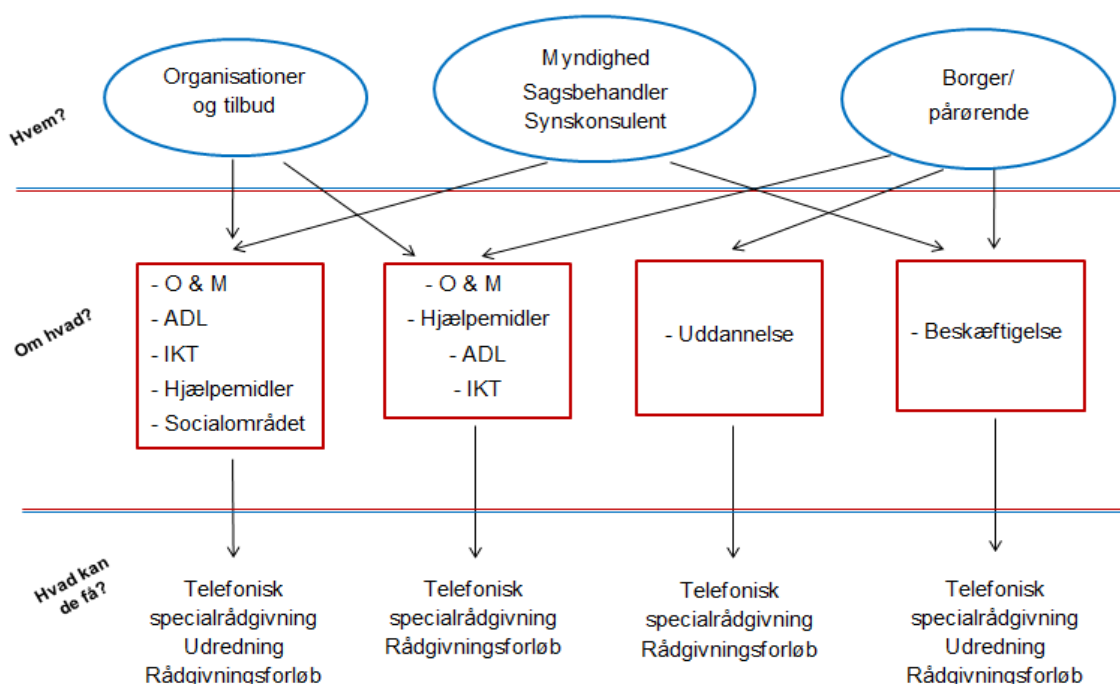 Hvem?
Organisationer
og tilbud
Myndighed
Sagsbehandler
Synskonsulent
Borger/
pårørende
Om hvad?
- O & M
- ADL
- IKT
- Hjælpemidler
- Socialområdet
- O & M
- Hjælpemidler
- ADL
- IKT
- Uddannelse
- Beskæftigelse
Hvad kan
de få?
Telefonisk
specialrådgivning
Udredning
Rådgivningsforløb
Telefonisk
specialrådgivning
Rådgivningsforløb
Telefonisk
specialrådgivning
Rådgivningsforløb
Telefonisk
specialrådgivning
Udredning
Rådgivningsforløb